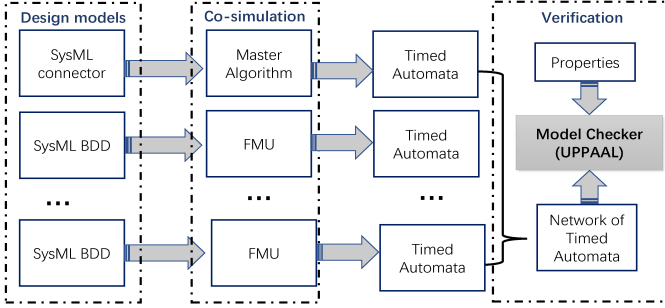 Design models
Co-simulation
Verification
SysML
connector
Master
Algorithm
Timed
Automata
Properties
SysML BDD
FMU
Timed
Automata
Model Checker
(UPPAAL)
...
...
...
SysML BDD
FMU
Timed
Automata
Network of
Timed
Automata